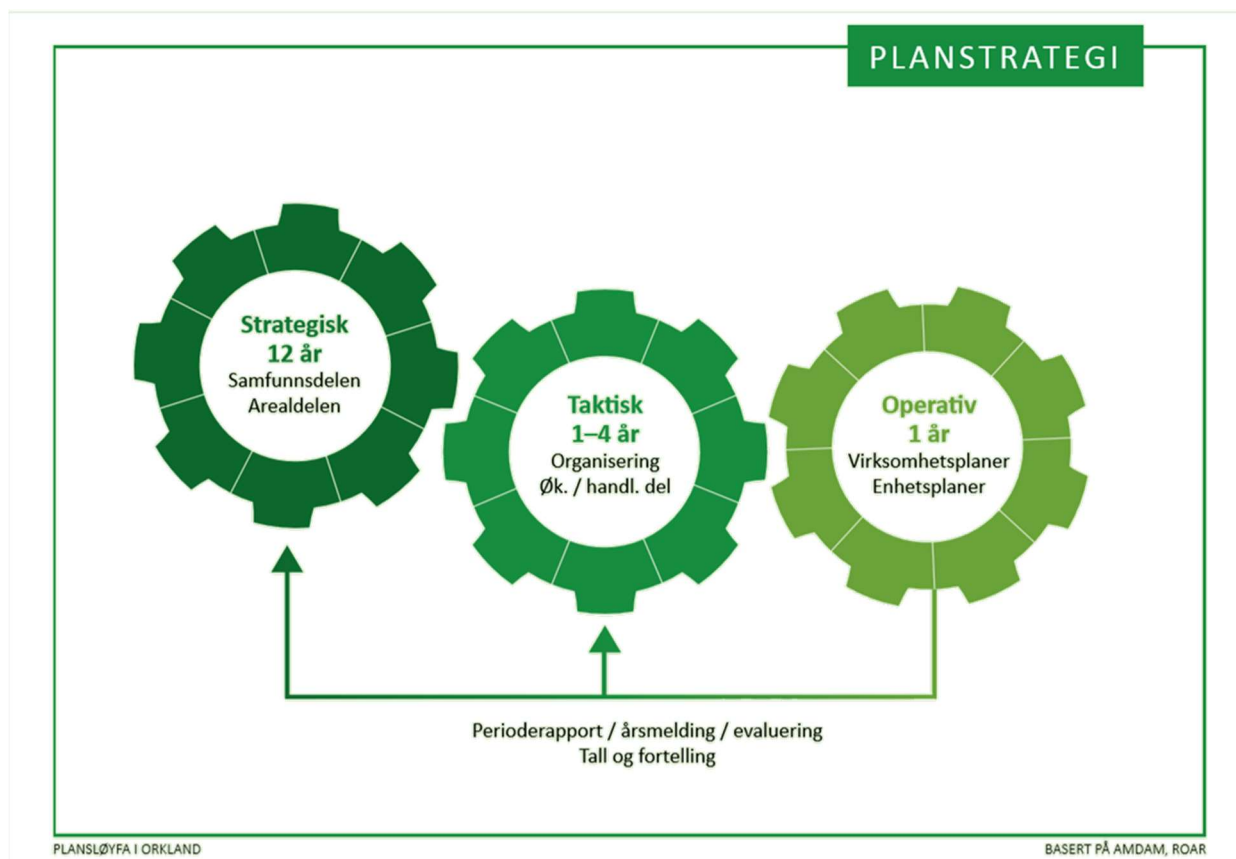 PLANSTRATEGI
Strategisk
12 år
Samfunnsdelen
Arealdelen
Taktisk
1–4 år
Organisering
Øk. / handl. del
Operativ
1 år
Virksomhetsplaner
Enhetsplaner
Perioderapport / årsmelding / evaluering
Tall og fortelling
PLANSLØYFA I ORKLAND
BASERT PÅ AMDAM, ROAR